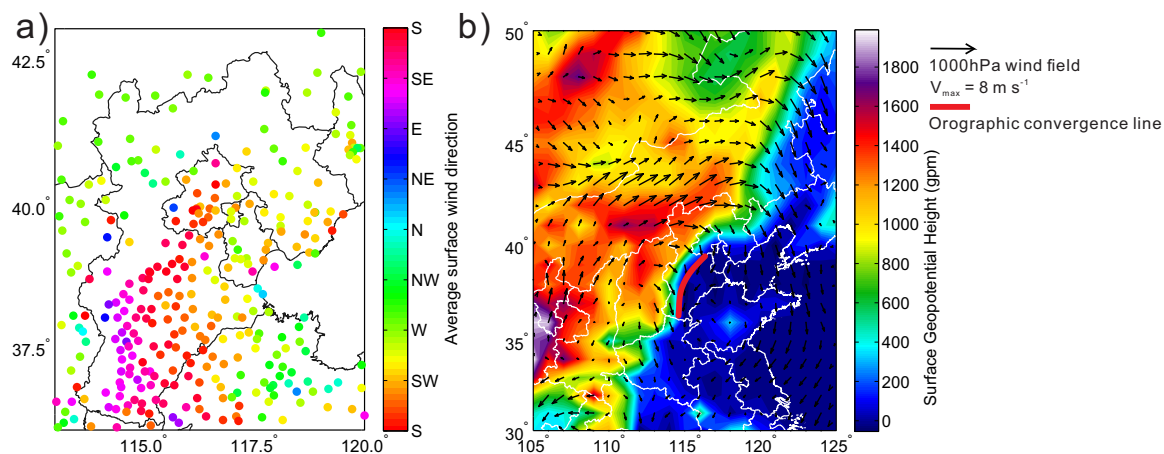 a)
42.5°
40.0°
37.5°
115.0° 117.5° 120.0°
S
SE
E
NE
N
NW
W
SW
S
Average surface wind direction
b)
50°
45°
40°
35°
30°
105° 110° 115° 120° 125°
1800
1600
1400
1200
1000
800
600
400
200
0
Surface Geopotential Height (gpm)
1000hPa wind field
Vmax = 8 m s-1
Orographic convergence line